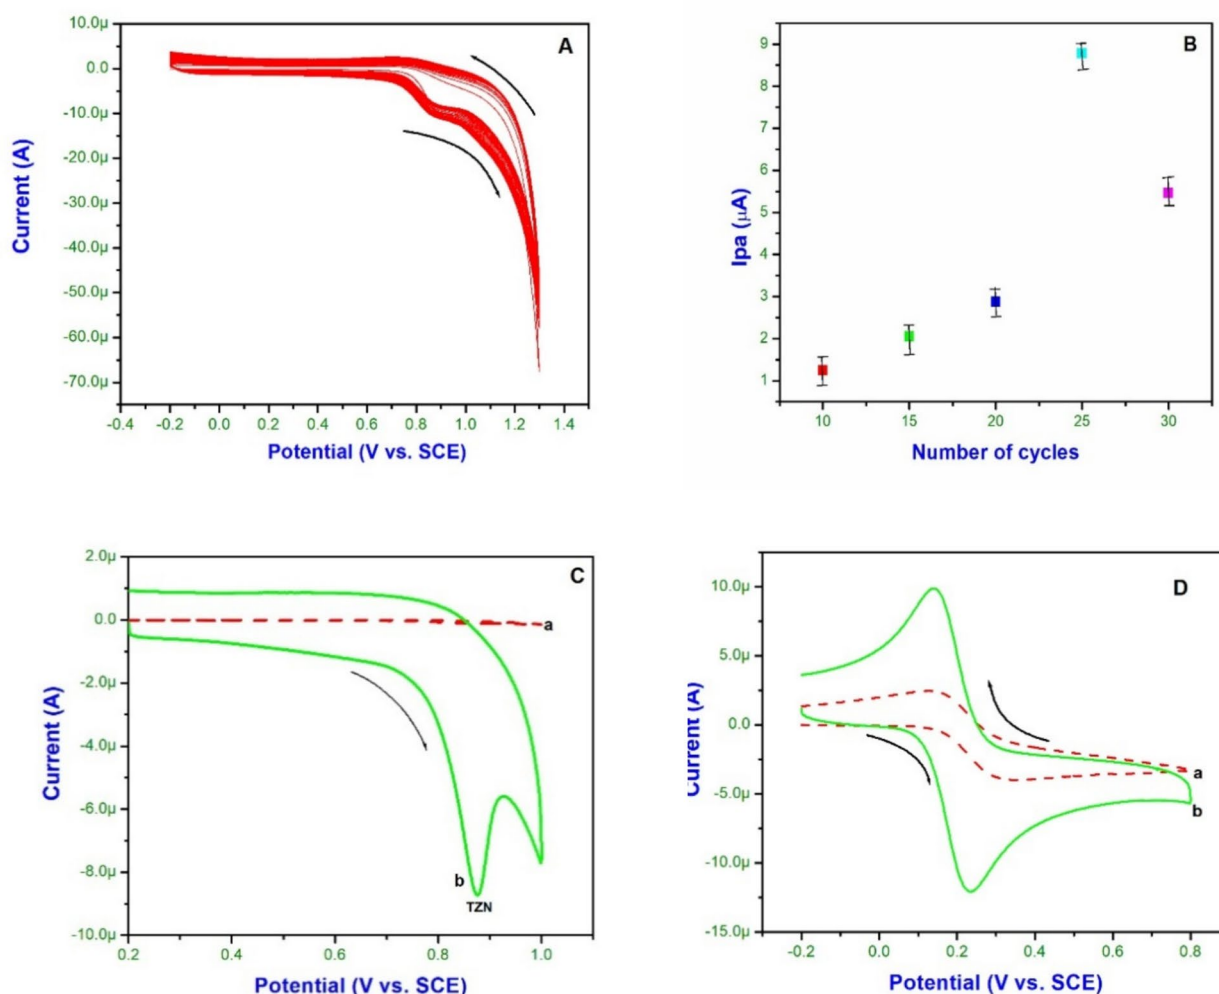 A
10.0μ
0.0
-10.0μ
-20.0μ
-30.0μ
-40.0μ
-50.0μ
-60.0μ
-70.0μ
Current (A)
-0.4 -0.2 0.0 0.2 0.4 0.6 0.8 1.0 1.2 1.4
Potential (V vs. SCE)
B
9
8
7
6
5
4
3
2
1
Ipa (μA)
10 15 20 25 30
Number of cycles
C
2.0μ
0.0
-2.0μ
-4.0μ
-6.0μ
-8.0μ
-10.0μ
Current (A)
a
b
TZN
0.2 0.4 0.6 0.8 1.0
Potential (V vs. SCE)
D
10.0μ
5.0μ
0.0
-5.0μ
-10.0μ
-15.0μ
Current (A)
a
b
-0.2 0.0 0.2 0.4 0.6 0.8
Potential (V vs. SCE)